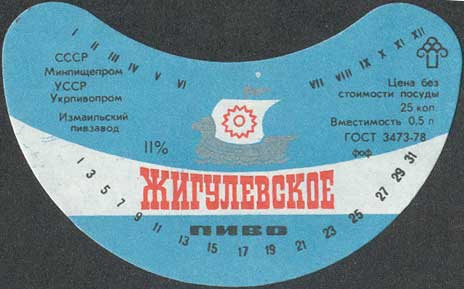 I II III IV V VI
VII VIII IX X XI XII
СССР
Минпищепром
УССР
Укрпивопром
Измаильский
пивзавод
11%
Цена без
стоимости посуды
25 коп.
Вместимость 0,5 л
ГОСТ 3473-78
фоф
ЖИГУЛЕВСКОЕ
ПИВО
1 3 5 7 9 11 13 15 17 19 21 23 25 27 29 31